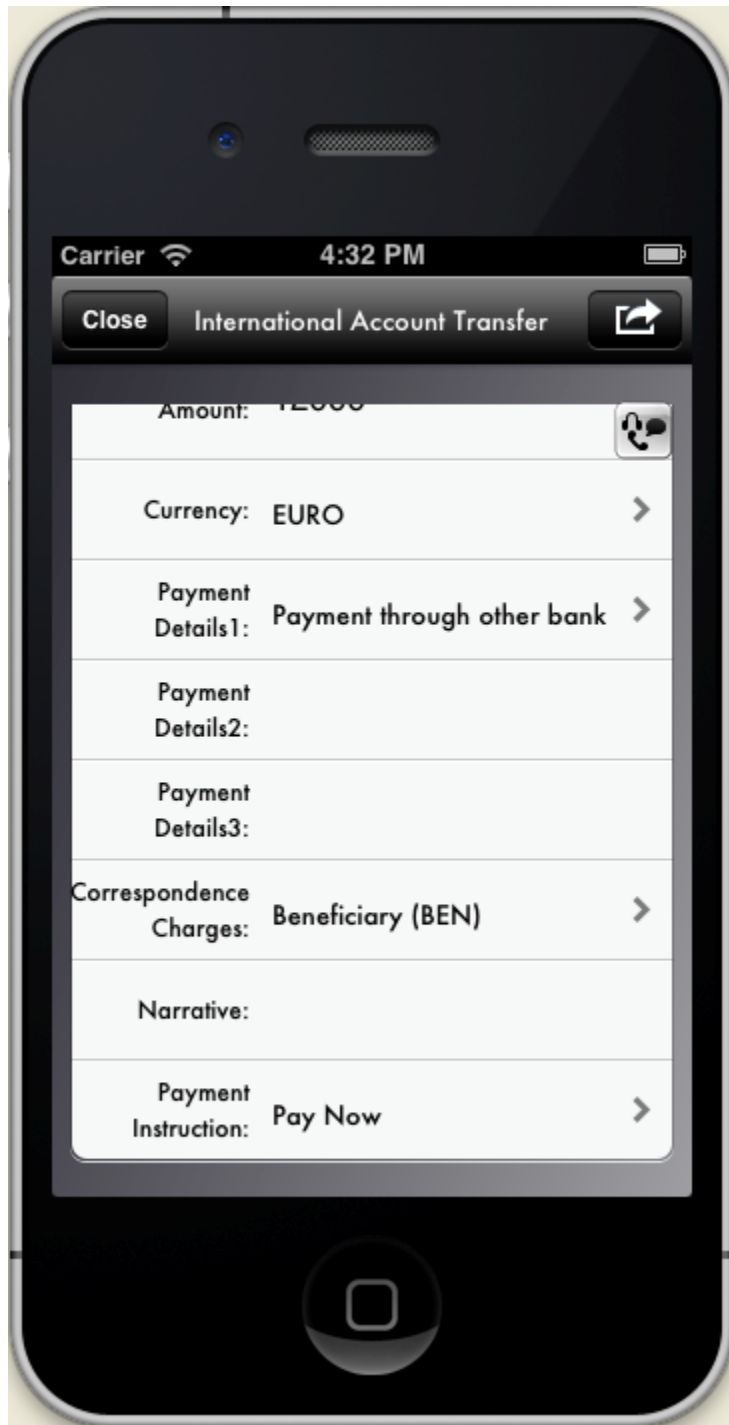 Carrier 4:32 PM
Close International Account Transfer
Amount:
Currency: EURO
Payment
Details1: Payment through other bank
Payment
Details2:
Payment
Details3:
Correspondence
Charges: Beneficiary (BEN)
Narrative:
Payment
Instruction: Pay Now